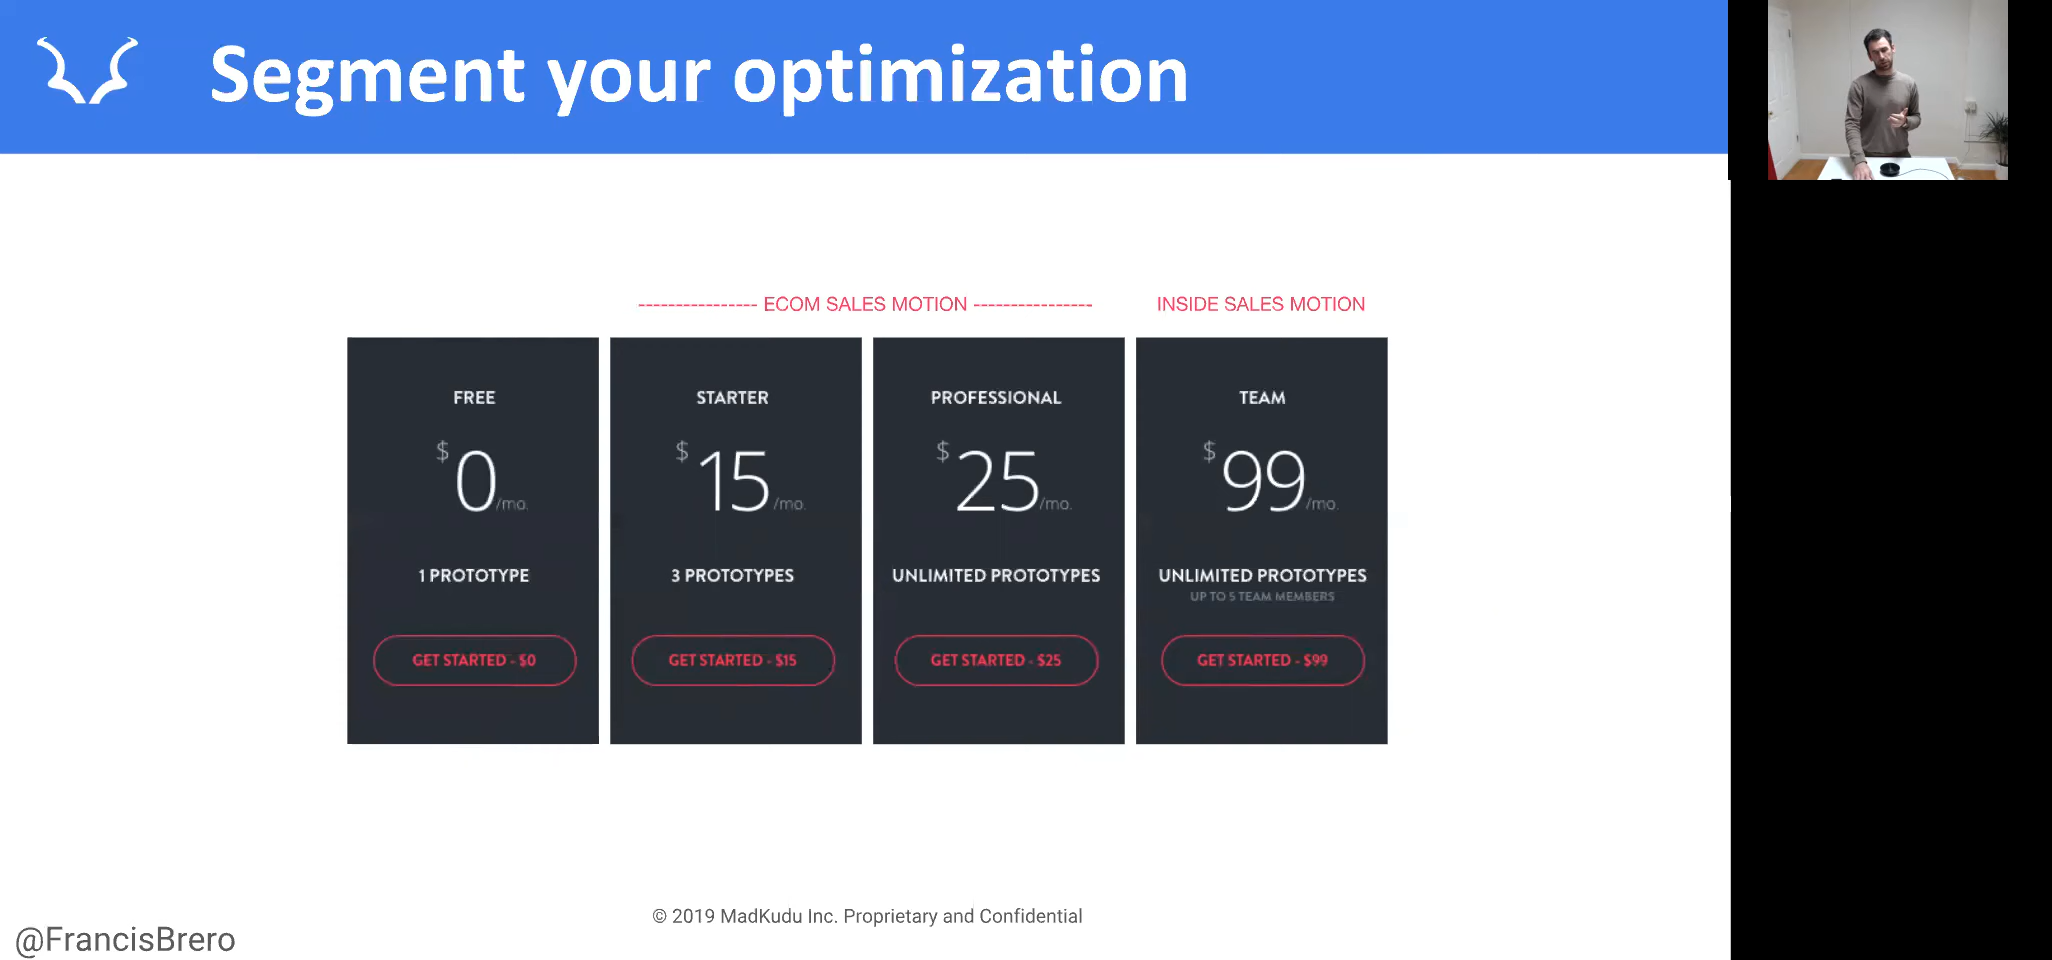 Segment your optimization
---------------- ECOM SALES MOTION ----------------
INSIDE SALES MOTION
FREE
$0/mo.
1 PROTOTYPE
GET STARTED - $0
STARTER
$15/mo.
3 PROTOTYPES
GET STARTED - $15
PROFESSIONAL
$25/mo.
UNLIMITED PROTOTYPES
GET STARTED - $25
TEAM
$99/mo.
UNLIMITED PROTOTYPES
UP TO 5 TEAM MEMBERS
GET STARTED - $99
© 2019 MadKudu Inc. Proprietary and Confidential
@FrancisBrero